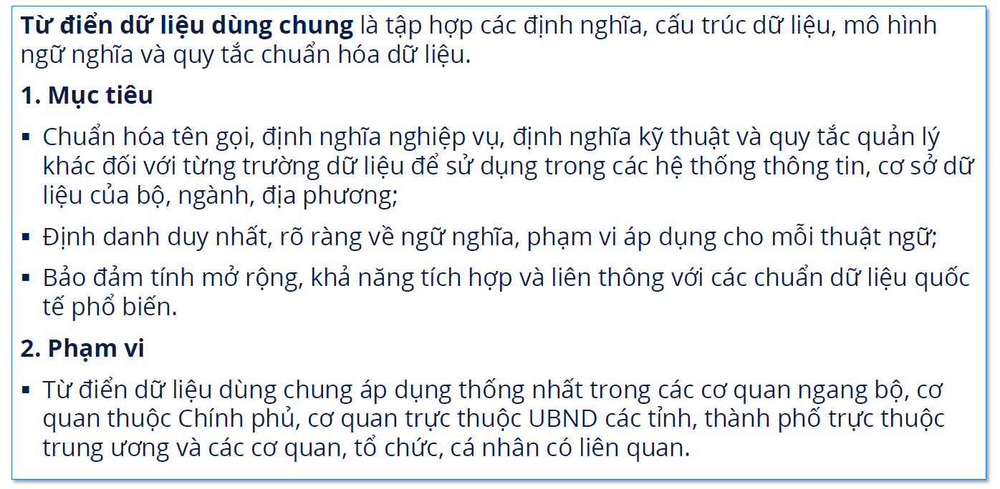 Từ điển dữ liệu dùng chung là tập hợp các định nghĩa, cấu trúc dữ liệu, mô hình
ngữ nghĩa và quy tắc chuẩn hóa dữ liệu.
1. Mục tiêu
▪ Chuẩn hóa tên gọi, định nghĩa nghiệp vụ, định nghĩa kỹ thuật và quy tắc quản lý
khác đối với từng trường dữ liệu để sử dụng trong các hệ thống thông tin, cơ sở dữ
liệu của bộ, ngành, địa phương;
▪ Định danh duy nhất, rõ ràng về ngữ nghĩa, phạm vi áp dụng cho mỗi thuật ngữ;
▪ Bảo đảm tính mở rộng, khả năng tích hợp và liên thông với các chuẩn dữ liệu quốc
tế phổ biến.
2. Phạm vi
▪ Từ điển dữ liệu dùng chung áp dụng thống nhất trong các cơ quan ngang bộ, cơ
quan thuộc Chính phủ, cơ quan trực thuộc UBND các tỉnh, thành phố trực thuộc
trung ương và các cơ quan, tổ chức, cá nhân có liên quan.